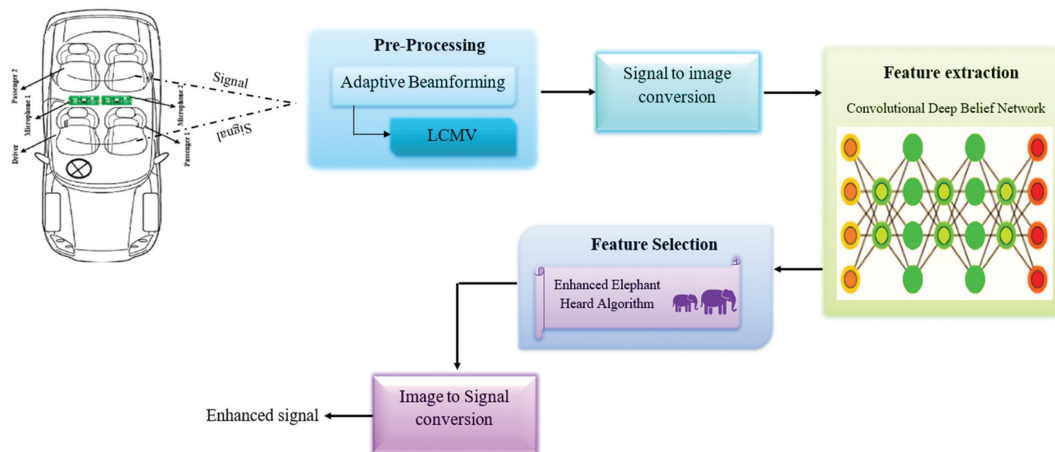 Passenger 2
Microphone 1
Driver
Microphone 2
Passenger 1
Signal
Signal
Pre-Processing
Adaptive Beamforming
LCMV
Signal to image
conversion
Feature extraction
Convolutional Deep Belief Network
Feature Selection
Enhanced Elephant
Heard Algorithm
Image to Signal
conversion
Enhanced signal